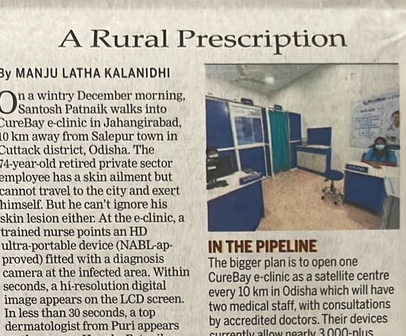 A Rural Prescription
By MANJU LATHA KALANIDHI
On a wintry December morning,
Santosh Patnaik walks into
CureBay e-clinic in Jahangirabad,
10 km away from Salepur town in
Cuttack district, Odisha. The
74-year-old retired private sector
employee has a skin ailment but
cannot travel to the city and exert
himself. But he can't ignore his
skin lesion either. At the e-clinic, a
trained nurse points an HD
ultra-portable device (NABL-ap-
proved) fitted with a diagnosis
camera at the infected area. Within
seconds, a hi-resolution digital
image appears on the LCD screen.
In less than 30 seconds, a top
dermatologist from Puri appears
IN THE PIPELINE
The bigger plan is to open one
CureBay e-clinic as a satellite centre
every 10 km in Odisha which will have
two medical staff, with consultations
by accredited doctors. Their devices
currently allow nearly 3,000-plus